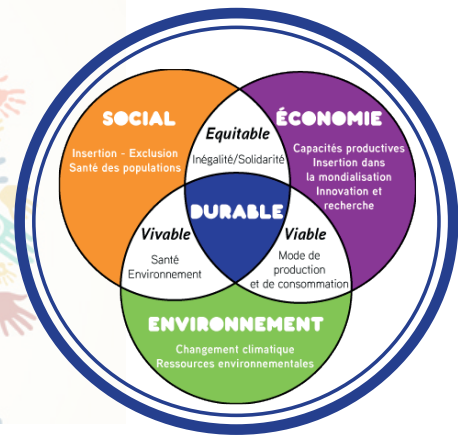 SOCIAL
Insertion - Exclusion
Santé des populations
Equitable
Inégalité/Solidarité
ÉCONOMIE
Capacités productives
Insertion dans
la mondialisation
Innovation et
recherche
DURABLE
Vivable
Santé
Environnement
Viable
Mode de
production
et de consommation
ENVIRONNEMENT
Changement climatique
Ressources environnementales